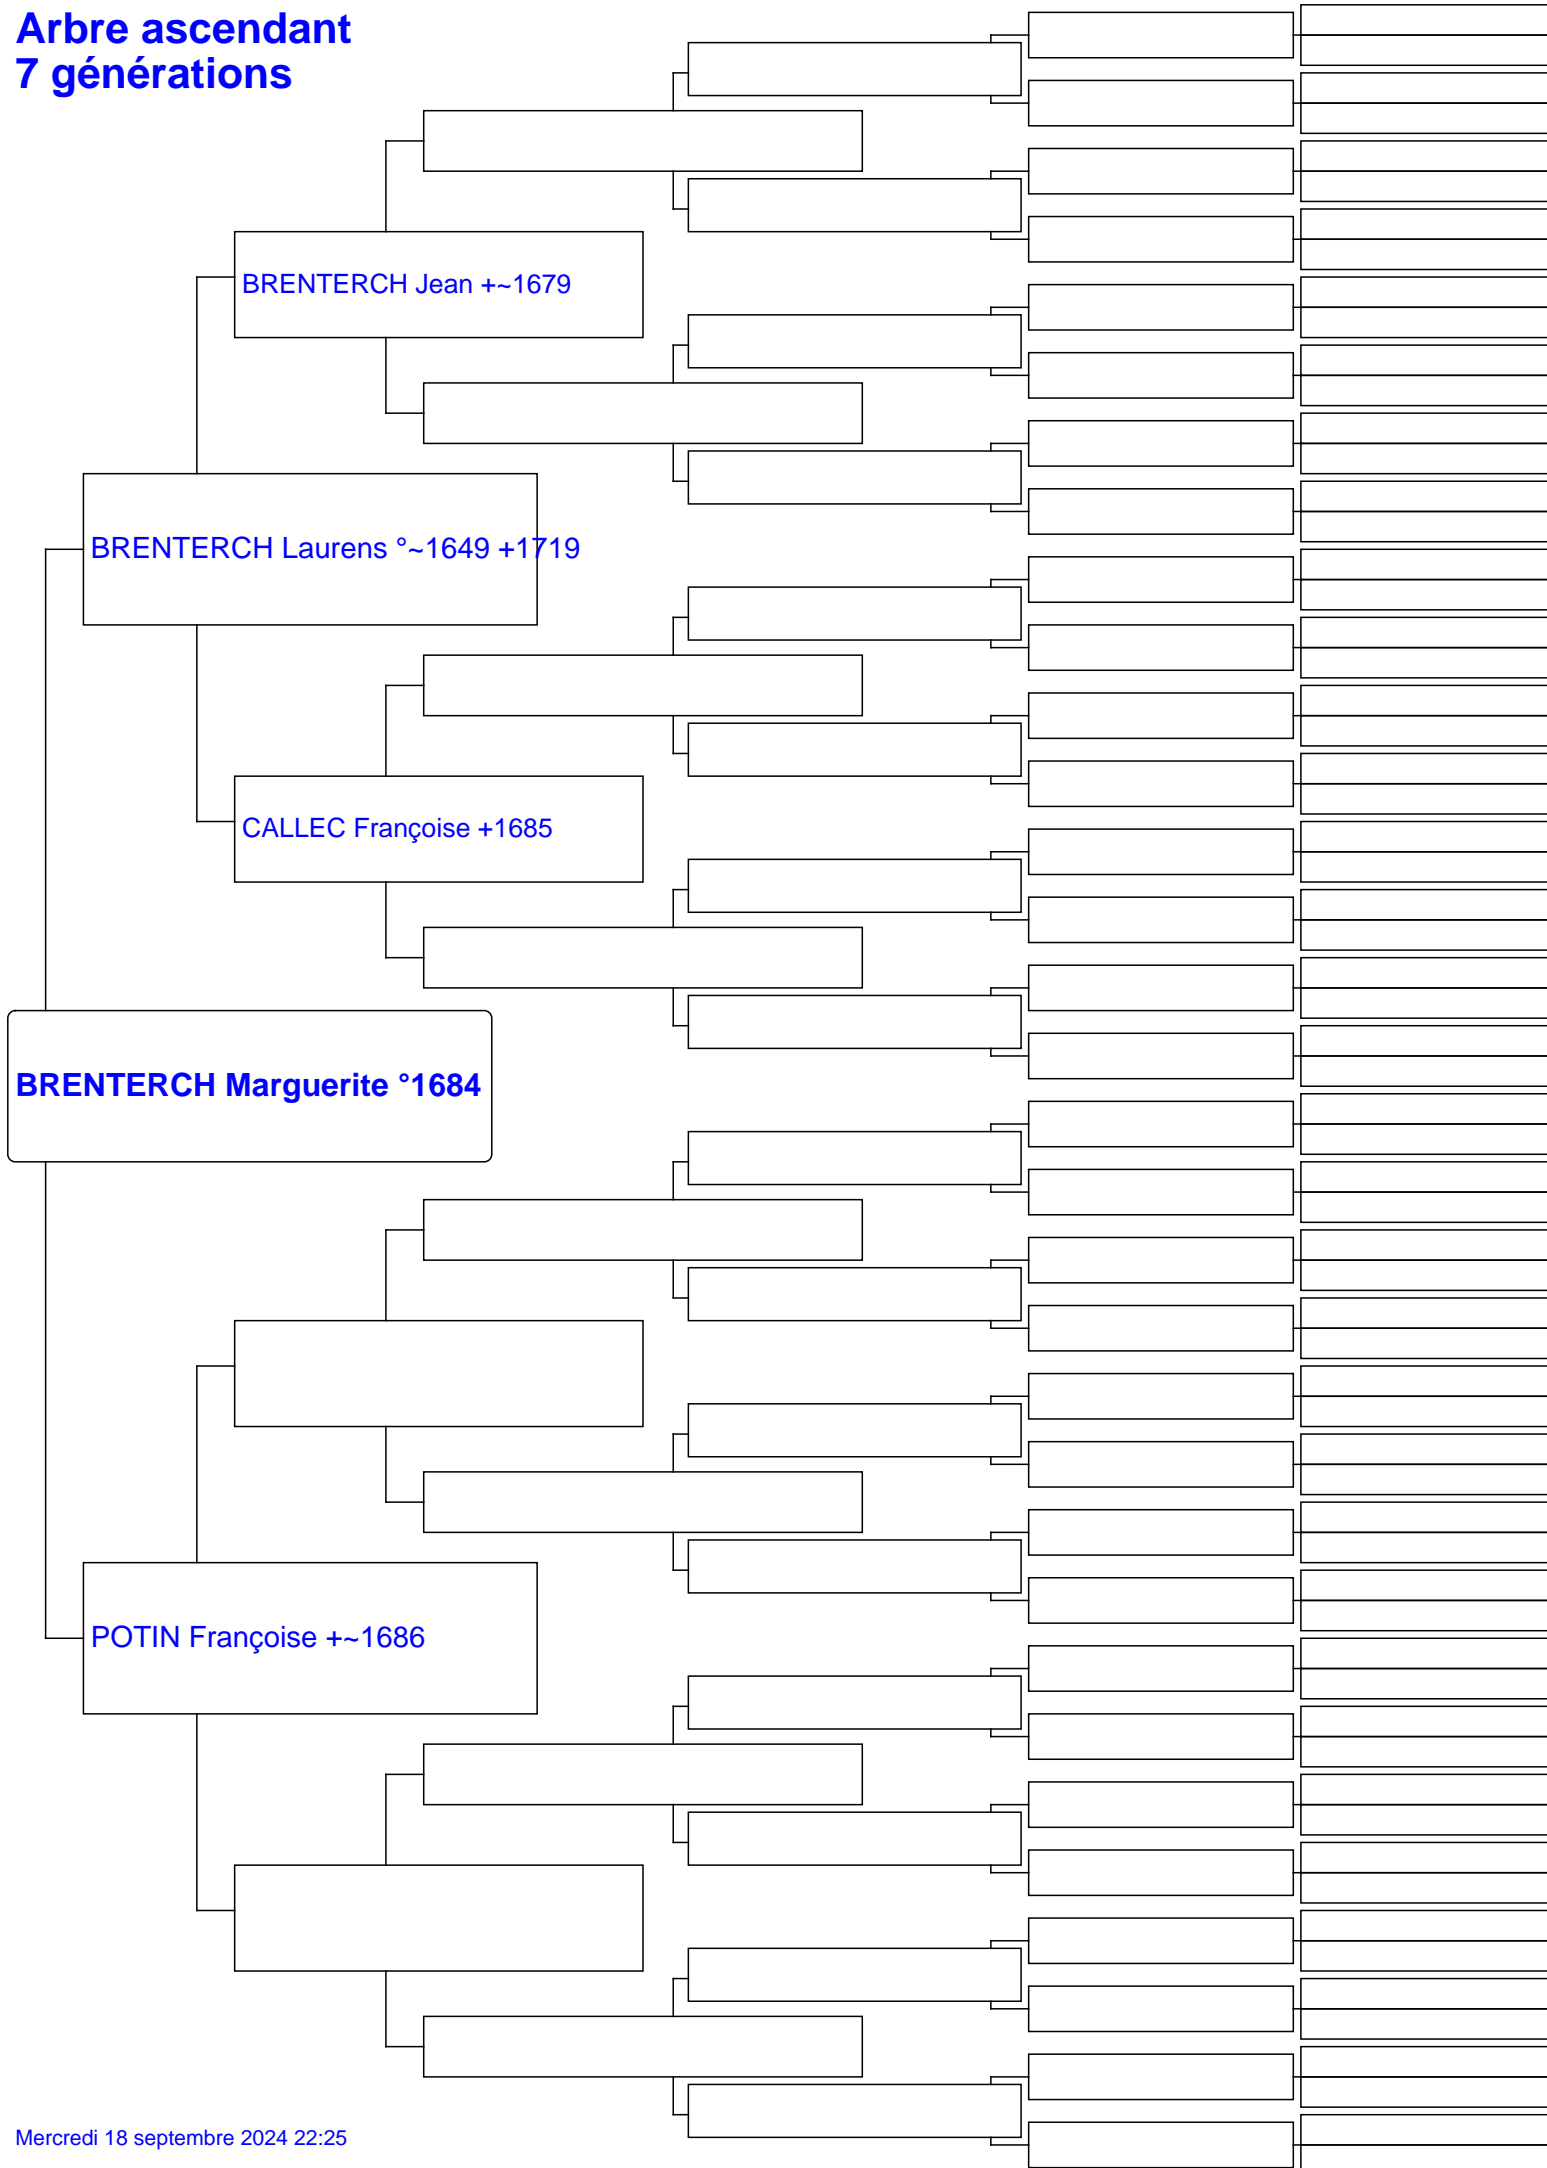 Arbre ascendant
7 générations
BRENTERCH Jean +~1679
BRENTERCH Laurens °~1649 +1719
CALLEC Françoise +1685
BRENTERCH Marguerite °1684
POTIN Françoise +~1686
Mercredi 18 septembre 2024 22:25